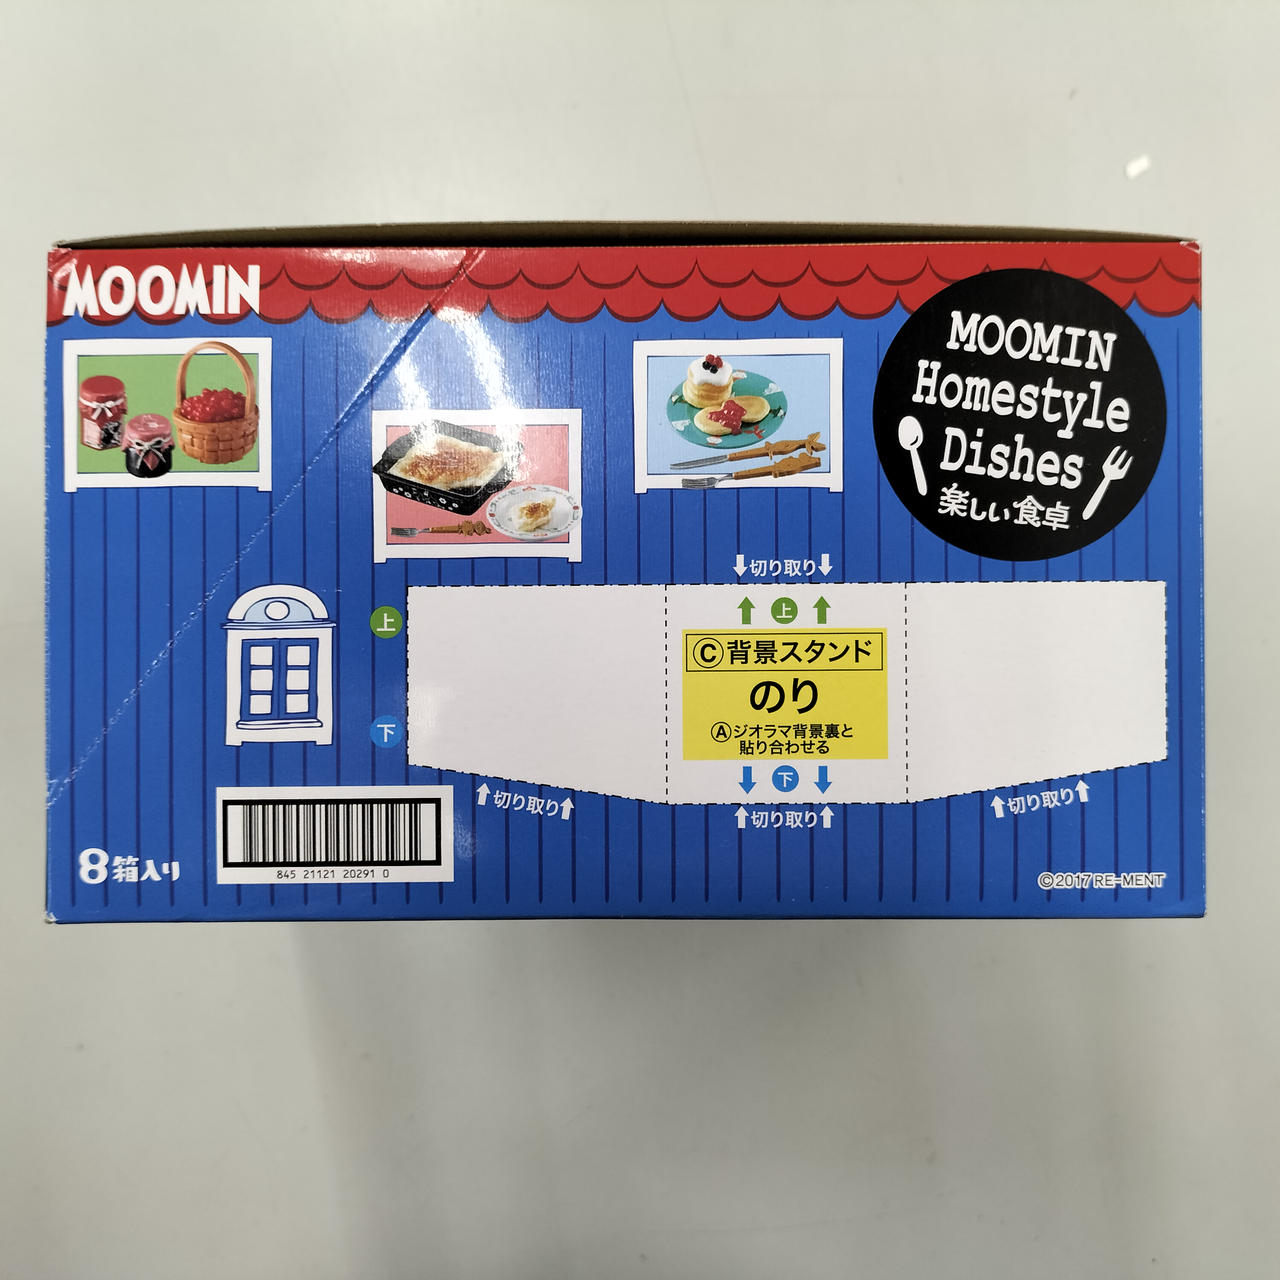 MOOMIN
MOOMIN
Homestyle
Dishes
楽しい食卓
↓切り取り↓
上
↑上↑
Ⓒ背景スタンド
のり
Ⓐジオラマ背景裏と
貼り合わせる
下
↓下↓
↑切り取り↑
↑切り取り↑
↑切り取り↑
8箱入り
845 21121 20291 0
©2017 RE-MENT